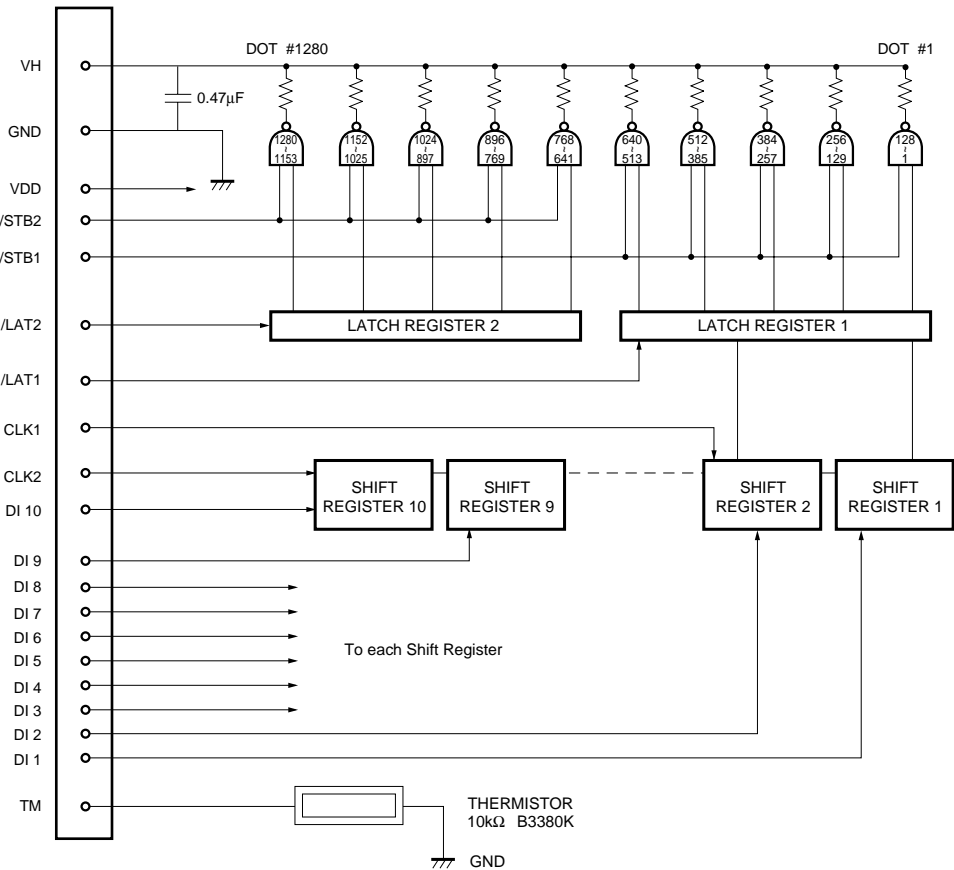 DOT #1280
DOT #1
VH
0.47µF
GND
1280
~
1153
1152
~
1025
1024
~
897
896
~
769
768
~
641
640
~
513
512
~
385
384
~
257
256
~
129
128
~
1
VDD
/STB2
/STB1
/LAT2
LATCH REGISTER 2
LATCH REGISTER 1
/LAT1
CLK1
CLK2
DI 10
SHIFT
REGISTER 10
SHIFT
REGISTER 9
SHIFT
REGISTER 2
SHIFT
REGISTER 1
DI 9
DI 8
DI 7
DI 6
DI 5
DI 4
DI 3
DI 2
DI 1
To each Shift Register
TM
THERMISTOR
10kΩ B3380K
GND